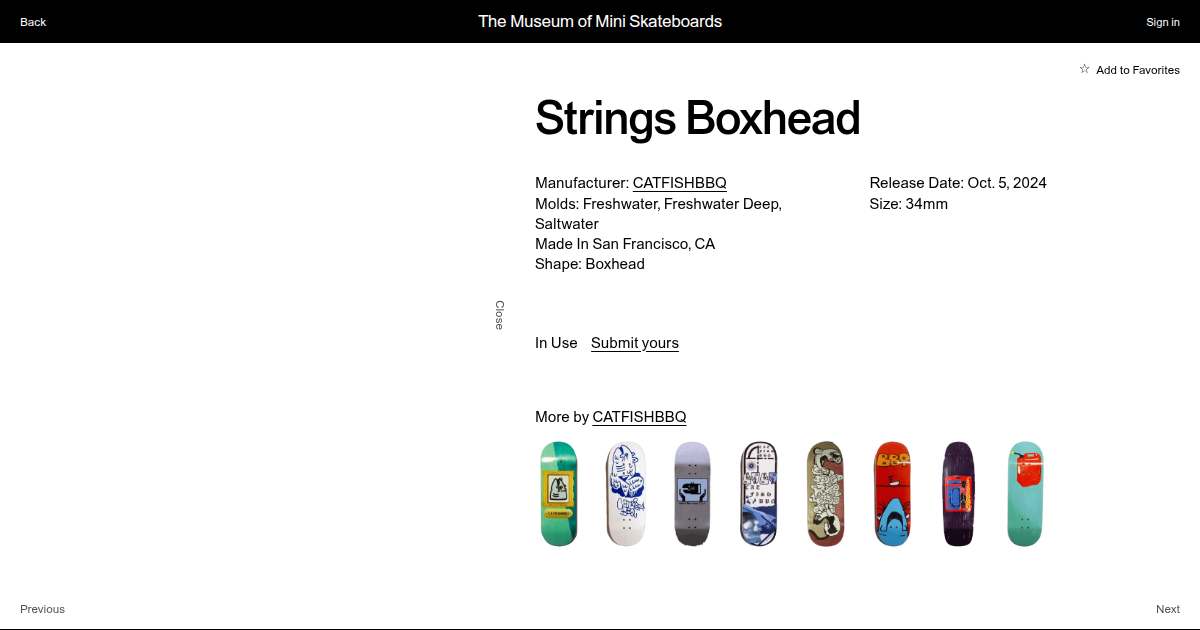 Back
The Museum of Mini Skateboards
Sign in
☆ Add to Favorites
Strings Boxhead
Manufacturer: CATFISHBBQ
Molds: Freshwater, Freshwater Deep,
Saltwater
Made In San Francisco, CA
Shape: Boxhead
Release Date: Oct. 5, 2024
Size: 34mm
Close
In Use Submit yours
More by CATFISHBBQ
BBQ
Previous
Next